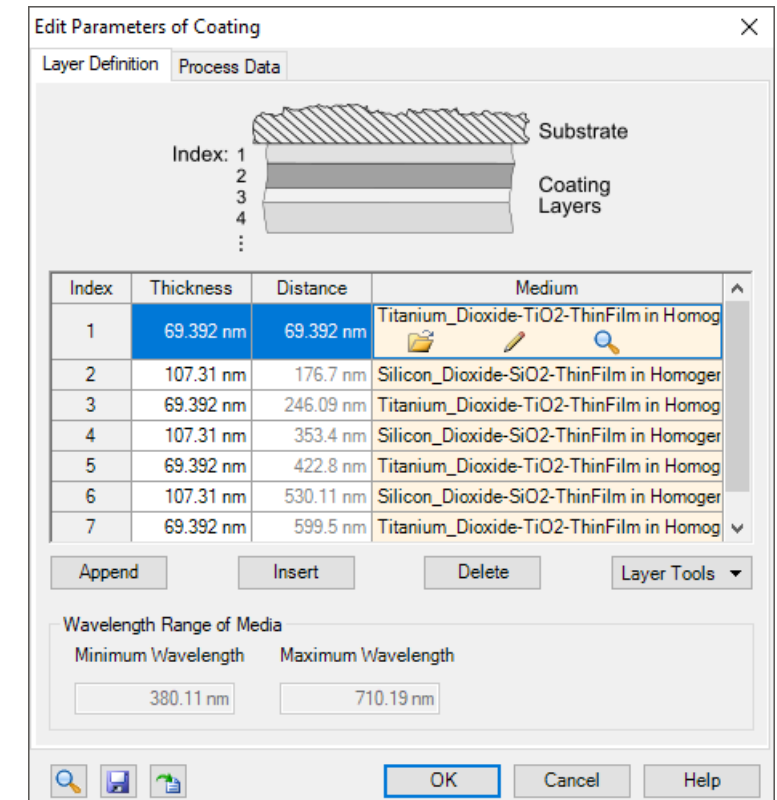 Edit Parameters of Coating
Layer Definition Process Data
Substrate
Index: 1
2
3
4
⋮
Coating
Layers
Index Thickness Distance Medium
1 69.392 nm 69.392 nm Titanium_Dioxide-TiO2-ThinFilm in Homog
2 107.31 nm 176.7 nm Silicon_Dioxide-SiO2-ThinFilm in Homoger
3 69.392 nm 246.09 nm Titanium_Dioxide-TiO2-ThinFilm in Homog
4 107.31 nm 353.4 nm Silicon_Dioxide-SiO2-ThinFilm in Homoger
5 69.392 nm 422.8 nm Titanium_Dioxide-TiO2-ThinFilm in Homog
6 107.31 nm 530.11 nm Silicon_Dioxide-SiO2-ThinFilm in Homoger
7 69.392 nm 599.5 nm Titanium_Dioxide-TiO2-ThinFilm in Homog
Append Insert Delete Layer Tools
Wavelength Range of Media
Minimum Wavelength Maximum Wavelength
380.11 nm 710.19 nm
OK Cancel Help